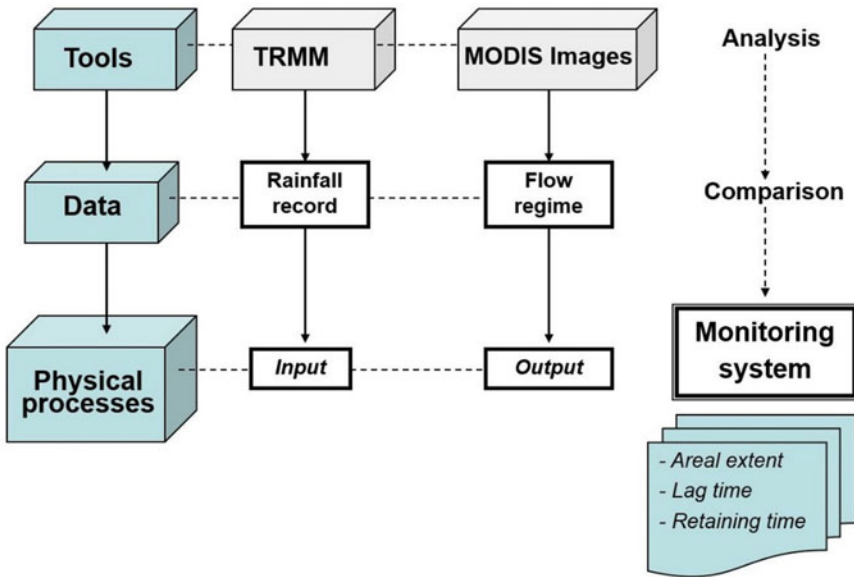 Tools
TRMM
MODIS Images
Analysis
Data
Rainfall
record
Flow
regime
Comparison
Physical
processes
Input
Output
Monitoring
system
- Areal extent
- Lag time
- Retaining time